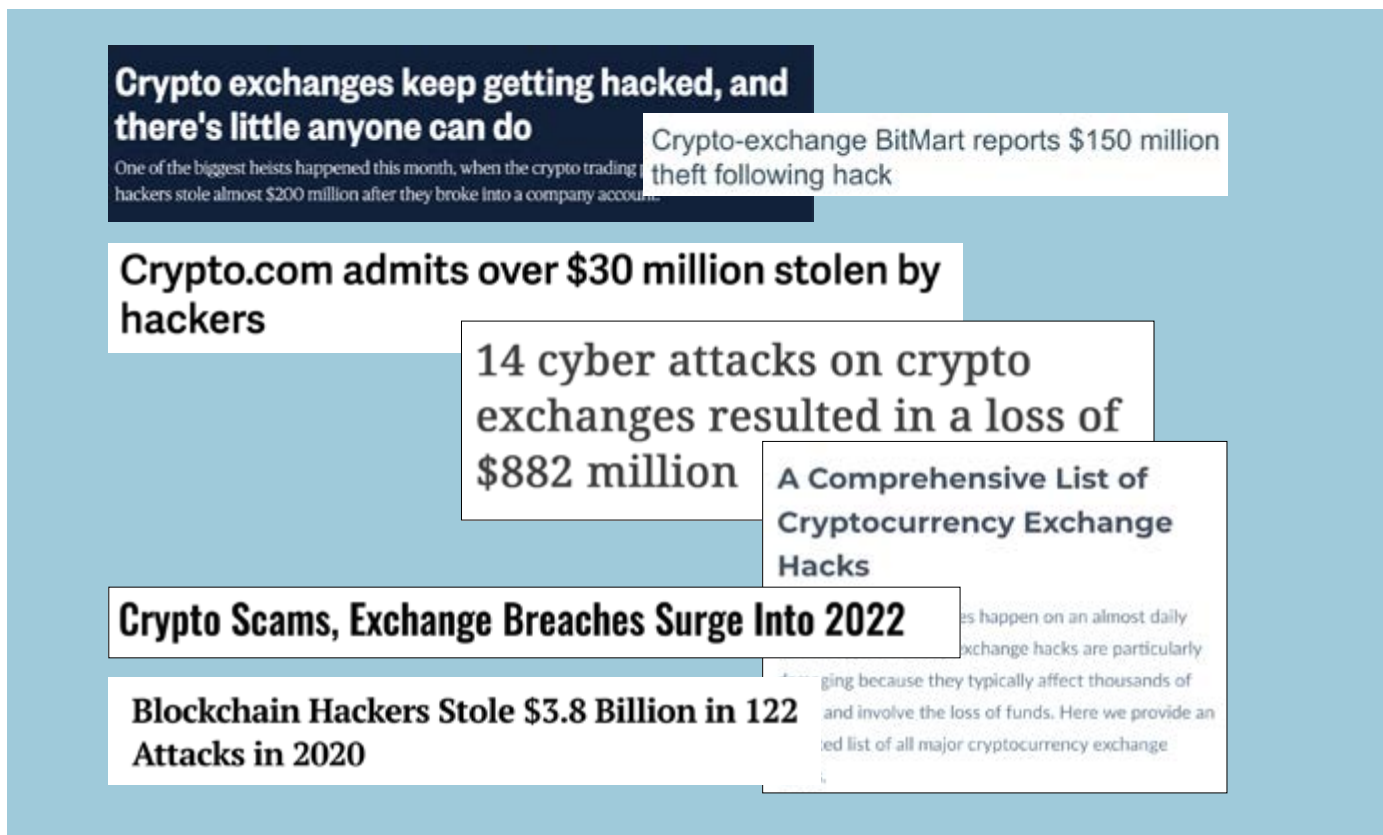 Crypto exchanges keep getting hacked, and
there's little anyone can do
One of the biggest heists happened this month, when the crypto trading
hackers stole almost $200 million after they broke into a company account.
Crypto-exchange BitMart reports $150 million
theft following hack
Crypto.com admits over $30 million stolen by
hackers
14 cyber attacks on crypto
exchanges resulted in a loss of
$882 million
A Comprehensive List of
Cryptocurrency Exchange
Hacks
happen on an almost daily
exchange hacks are particularly
because they typically affect thousands of
and involve the loss of funds. Here we provide an
list of all major cryptocurrency exchange
Crypto Scams, Exchange Breaches Surge Into 2022
Blockchain Hackers Stole $3.8 Billion in 122
Attacks in 2020